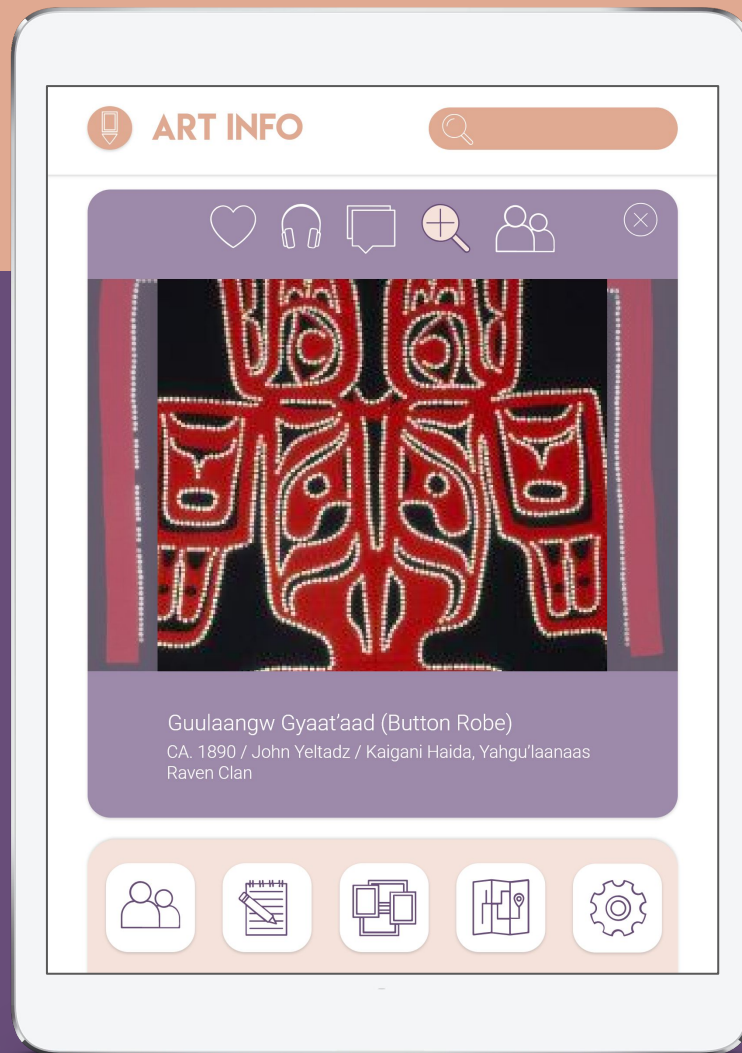 ART INFO
Guulaangw Gyaat’aad (Button Robe)
CA. 1890 / John Yeltadz / Kaigani Haida, Yahgu’laanaas
Raven Clan